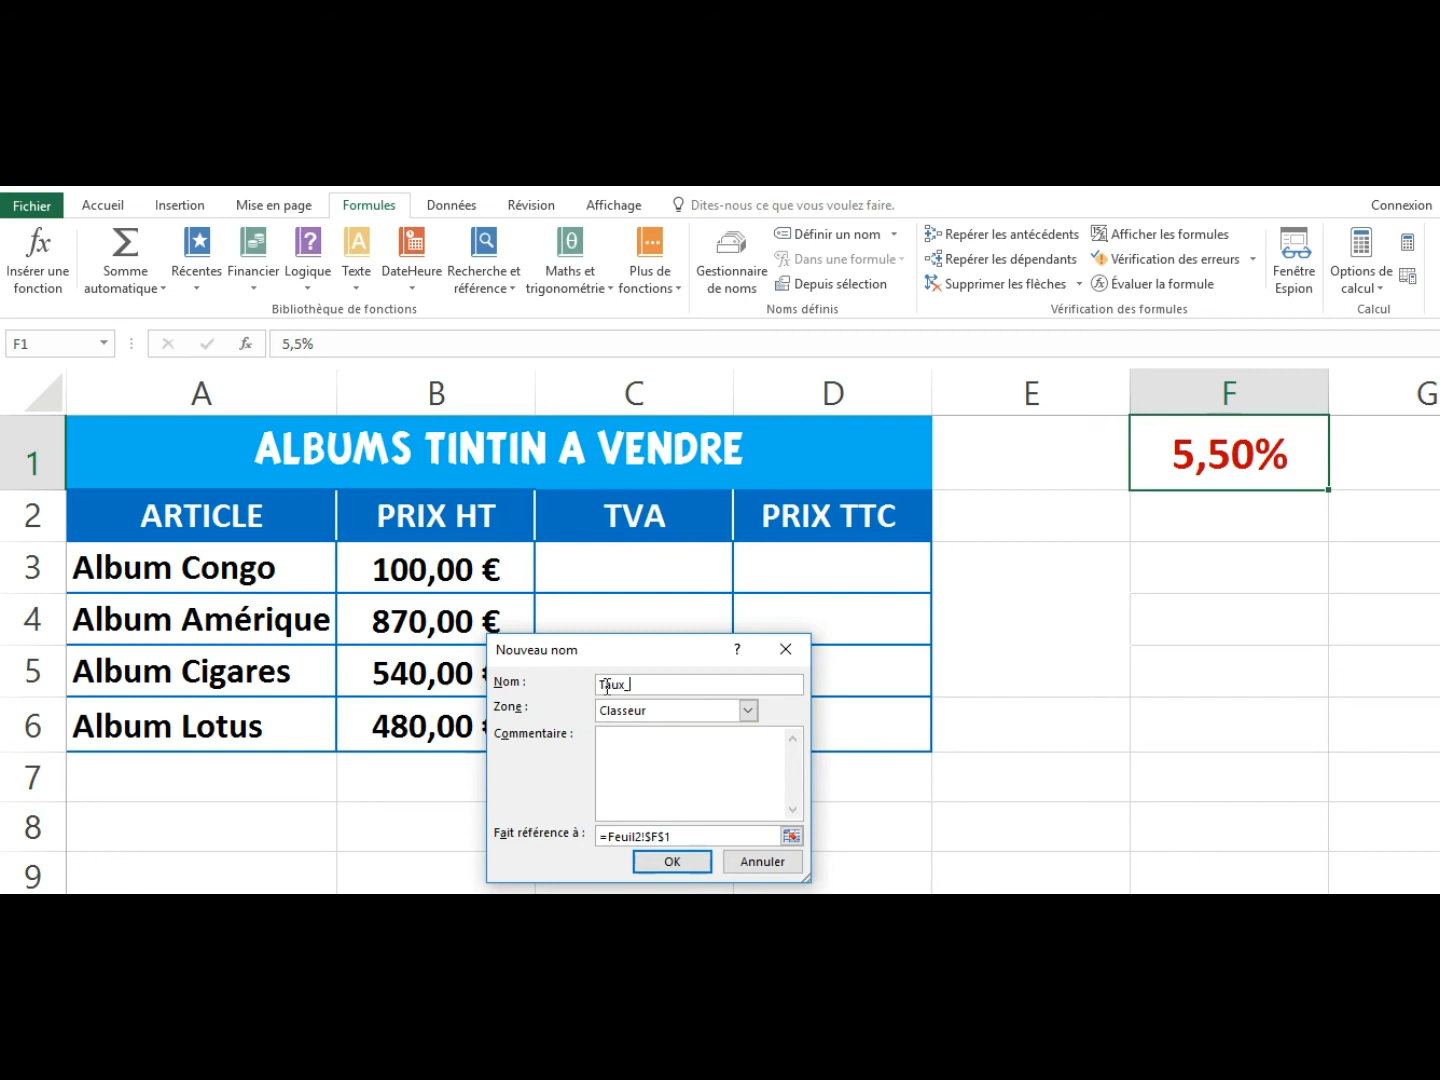 Fichier Accueil Insertion Mise en page Formules Données Révision Affichage Dites-nous ce que vous voulez faire. Connexion
fx Insérer une fonction
Σ Somme automatique
Récentes
Financier
? Logique
A Texte
DateHeure
Recherche et référence
θ Maths et trigonométrie
... Plus de fonctions
Bibliothèque de fonctions
Gestionnaire de noms
Définir un nom
fx Dans une formule
Depuis sélection
Noms définis
Repérer les antécédents
Repérer les dépendants
Supprimer les flèches
Afficher les formules
Vérification des erreurs
fx Évaluer la formule
Vérification des formules
Fenêtre Espion
Options de calcul
Calcul
F1 fx 5,5%
A B C D E F G
1 ALBUMS TINTIN A VENDRE 5,50%
2 ARTICLE PRIX HT TVA PRIX TTC
3 Album Congo 100,00 €
4 Album Amérique 870,00 €
5 Album Cigares 540,00 €
6 Album Lotus 480,00 €
7
8
9
Nouveau nom ?
Nom : Taux_
Zone : Classeur
Commentaire :
Fait référence à : =Feuil2!$F$1
OK Annuler